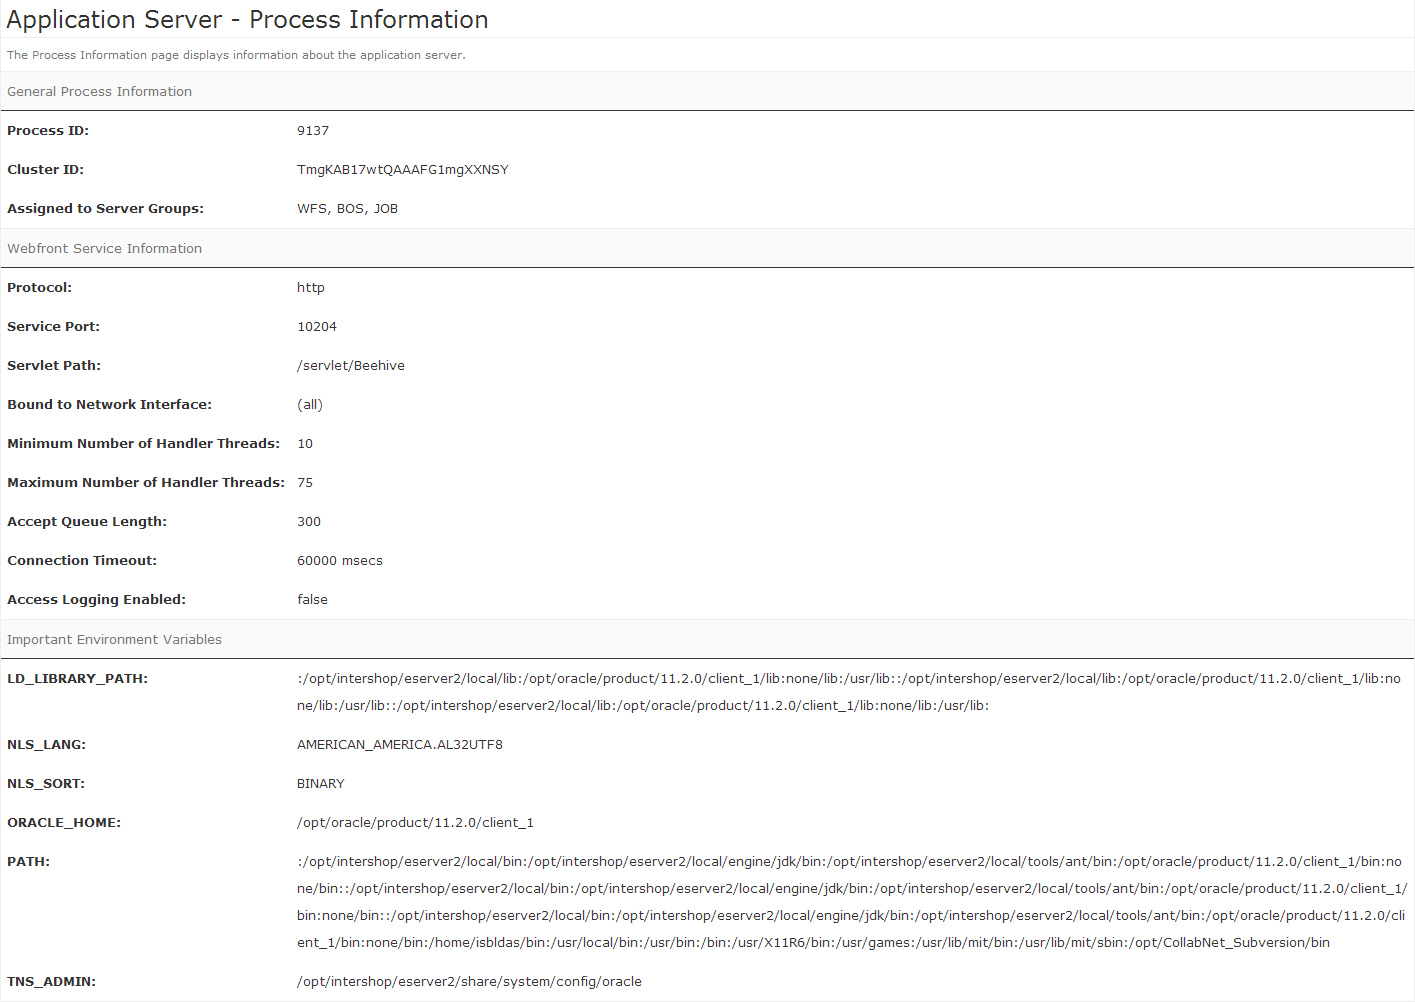 Application Server - Process Information
The Process Information page displays information about the application server.
General Process Information
Process ID: 9137
Cluster ID: TmgKAB17wtQAAAFG1mgXXNSY
Assigned to Server Groups: WFS, BOS, JOB
Webfront Service Information
Protocol: http
Service Port: 10204
Servlet Path: /servlet/Beehive
Bound to Network Interface: (all)
Minimum Number of Handler Threads: 10
Maximum Number of Handler Threads: 75
Accept Queue Length: 300
Connection Timeout: 60000 msecs
Access Logging Enabled: false
Important Environment Variables
LD_LIBRARY_PATH: :/opt/intershop/eserver2/local/lib:/opt/oracle/product/11.2.0/client_1/lib:none/lib:/usr/lib::/opt/intershop/eserver2/local/lib:/opt/oracle/product/11.2.0/client_1/lib:no
ne/lib:/usr/lib::/opt/intershop/eserver2/local/lib:/opt/oracle/product/11.2.0/client_1/lib:none/lib:/usr/lib:
NLS_LANG: AMERICAN_AMERICA.AL32UTF8
NLS_SORT: BINARY
ORACLE_HOME: /opt/oracle/product/11.2.0/client_1
PATH: :/opt/intershop/eserver2/local/bin:/opt/intershop/eserver2/local/engine/jdk/bin:/opt/intershop/eserver2/local/tools/ant/bin:/opt/oracle/product/11.2.0/client_1/bin:no
ne/bin::/opt/intershop/eserver2/local/bin:/opt/intershop/eserver2/local/engine/jdk/bin:/opt/intershop/eserver2/local/tools/ant/bin:/opt/oracle/product/11.2.0/client_1/
bin:none/bin::/opt/intershop/eserver2/local/bin:/opt/intershop/eserver2/local/engine/jdk/bin:/opt/intershop/eserver2/local/tools/ant/bin:/opt/oracle/product/11.2.0/cli
ent_1/bin:none/bin:/home/isbldas/bin:/usr/local/bin:/usr/bin:/bin:/usr/X11R6/bin:/usr/games:/usr/lib/mit/bin:/usr/lib/mit/sbin:/opt/CollabNet_Subversion/bin
TNS_ADMIN: /opt/intershop/eserver2/share/system/config/oracle